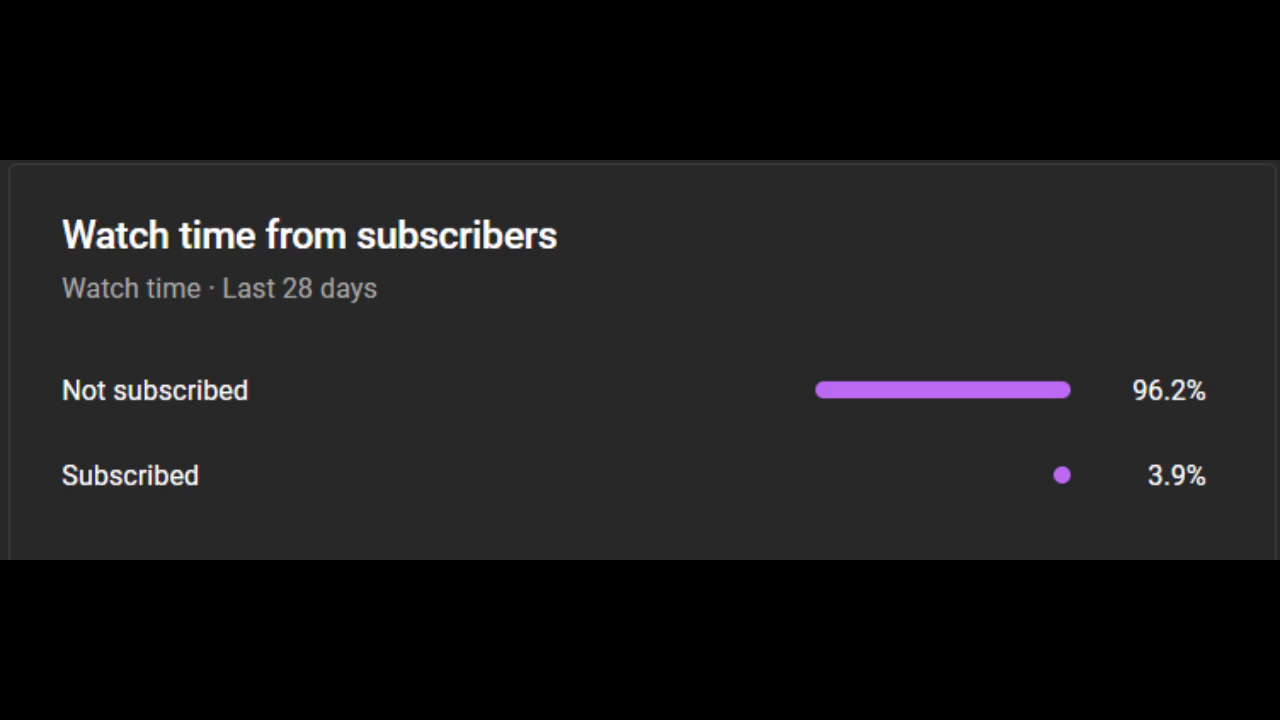 Watch time from subscribers
Watch time · Last 28 days
Not subscribed 96.2%
Subscribed 3.9%